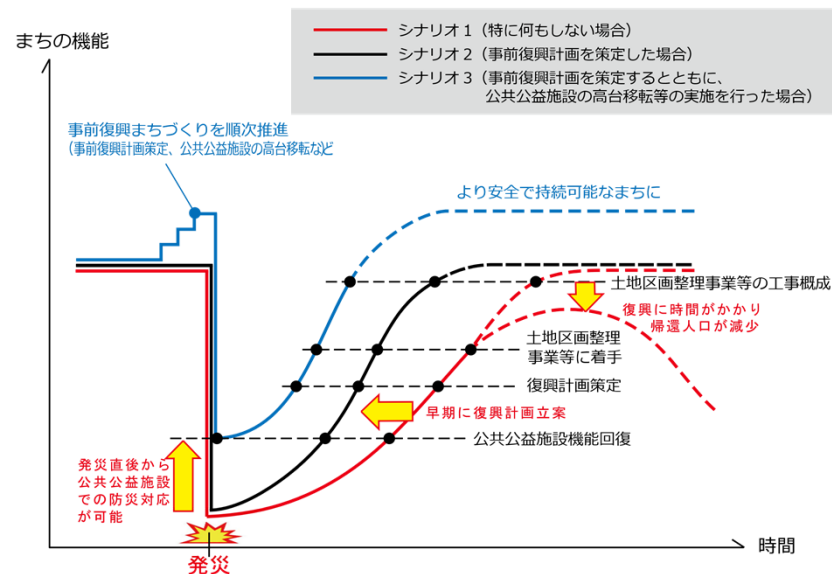 シナリオ１（特に何もしない場合）
シナリオ２（事前復興計画を策定した場合）
シナリオ３（事前復興計画を策定するとともに、
公共公益施設の高台移転等の実施を行った場合）
まちの機能
事前復興まちづくりを順次推進
（事前復興計画策定、公共公益施設の高台移転など
より安全で持続可能なまちに
土地区画整理事業等の工事概成
復興に時間がかかり
帰還人口が減少
土地区画整理
事業等に着手
復興計画策定
早期に復興計画立案
公共公益施設機能回復
発災直後から
公共公益施設
での防災対応
が可能
時間
発災